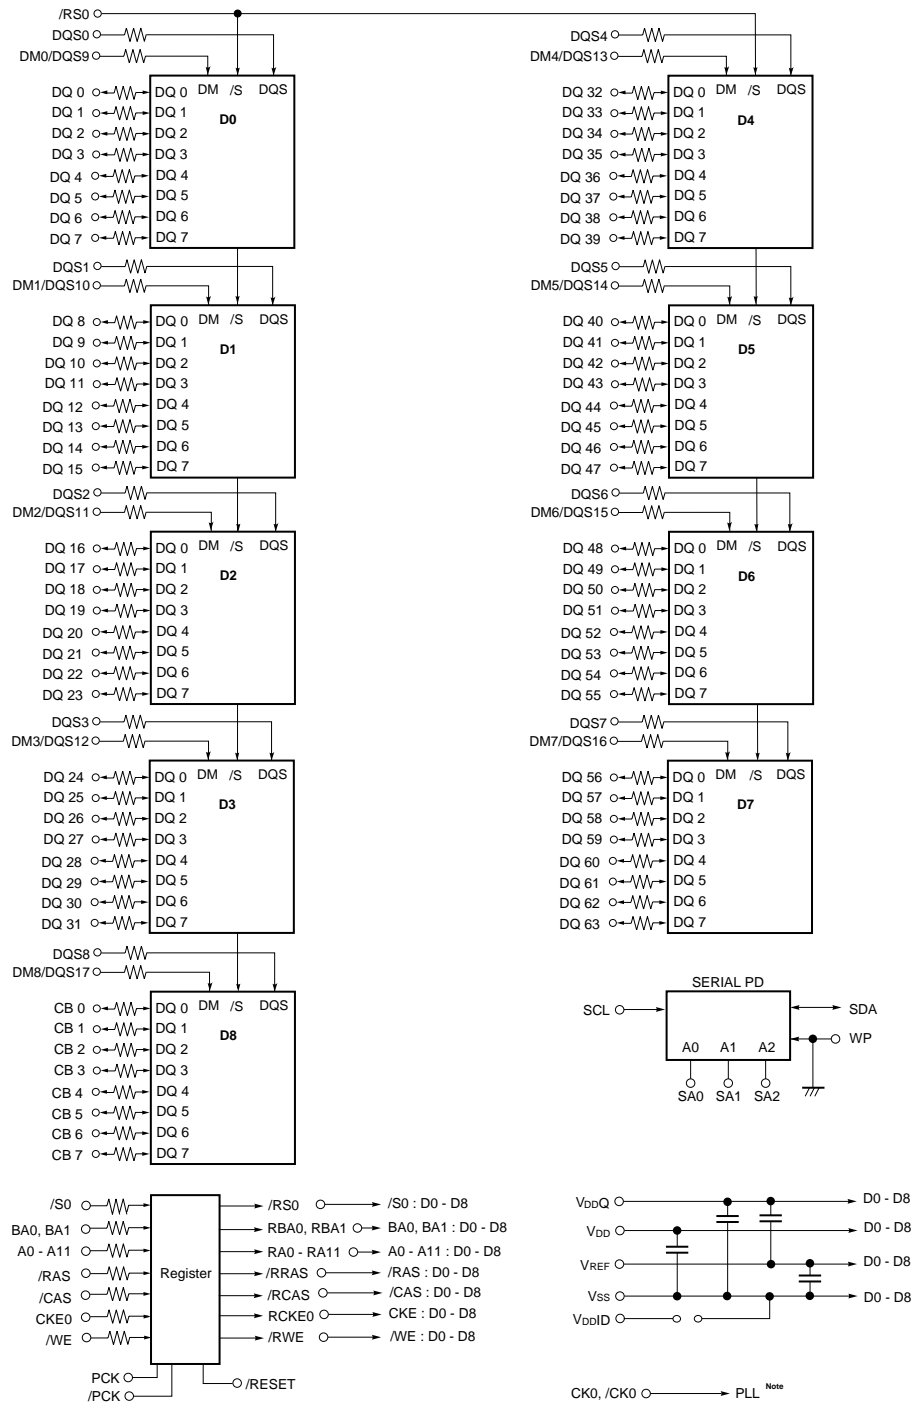 /RS0
DQS0
DM0/DQS9
DM /S DQS
D0
DQ 0 DQ 0
DQ 1 DQ 1
DQ 2 DQ 2
DQ 3 DQ 3
DQ 4 DQ 4
DQ 5 DQ 5
DQ 6 DQ 6
DQ 7 DQ 7
DQS1
DM1/DQS10
DM /S DQS
D1
DQ 8 DQ 0
DQ 9 DQ 1
DQ 10 DQ 2
DQ 11 DQ 3
DQ 12 DQ 4
DQ 13 DQ 5
DQ 14 DQ 6
DQ 15 DQ 7
DQS2
DM2/DQS11
DM /S DQS
D2
DQ 16 DQ 0
DQ 17 DQ 1
DQ 18 DQ 2
DQ 19 DQ 3
DQ 20 DQ 4
DQ 21 DQ 5
DQ 22 DQ 6
DQ 23 DQ 7
DQS3
DM3/DQS12
DM /S DQS
D3
DQ 24 DQ 0
DQ 25 DQ 1
DQ 26 DQ 2
DQ 27 DQ 3
DQ 28 DQ 4
DQ 29 DQ 5
DQ 30 DQ 6
DQ 31 DQ 7
DQS8
DM8/DQS17
DM /S DQS
D8
CB 0 DQ 0
CB 1 DQ 1
CB 2 DQ 2
CB 3 DQ 3
CB 4 DQ 4
CB 5 DQ 5
CB 6 DQ 6
CB 7 DQ 7
DQS4
DM4/DQS13
DM /S DQS
D4
DQ 32 DQ 0
DQ 33 DQ 1
DQ 34 DQ 2
DQ 35 DQ 3
DQ 36 DQ 4
DQ 37 DQ 5
DQ 38 DQ 6
DQ 39 DQ 7
DQS5
DM5/DQS14
DM /S DQS
D5
DQ 40 DQ 0
DQ 41 DQ 1
DQ 42 DQ 2
DQ 43 DQ 3
DQ 44 DQ 4
DQ 45 DQ 5
DQ 46 DQ 6
DQ 47 DQ 7
DQS6
DM6/DQS15
DM /S DQS
D6
DQ 48 DQ 0
DQ 49 DQ 1
DQ 50 DQ 2
DQ 51 DQ 3
DQ 52 DQ 4
DQ 53 DQ 5
DQ 54 DQ 6
DQ 55 DQ 7
DQS7
DM7/DQS16
DM /S DQS
D7
DQ 56 DQ 0
DQ 57 DQ 1
DQ 58 DQ 2
DQ 59 DQ 3
DQ 60 DQ 4
DQ 61 DQ 5
DQ 62 DQ 6
DQ 63 DQ 7
SERIAL PD
SCL SDA
WP
A0 A1 A2
SA0 SA1 SA2
/S0 /RS0 /S0 : D0 - D8
BA0, BA1 RBA0, RBA1 BA0, BA1 : D0 - D8
A0 - A11 RA0 - RA11 A0 - A11 : D0 - D8
/RAS Register /RRAS /RAS : D0 - D8
/CAS /RCAS /CAS : D0 - D8
CKE0 RCKE0 CKE : D0 - D8
/WE /RWE /WE : D0 - D8
PCK
/PCK
/RESET
VDDQ D0 - D8
VDD D0 - D8
VREF D0 - D8
VSS D0 - D8
VDDID
CK0, /CK0 PLL Note